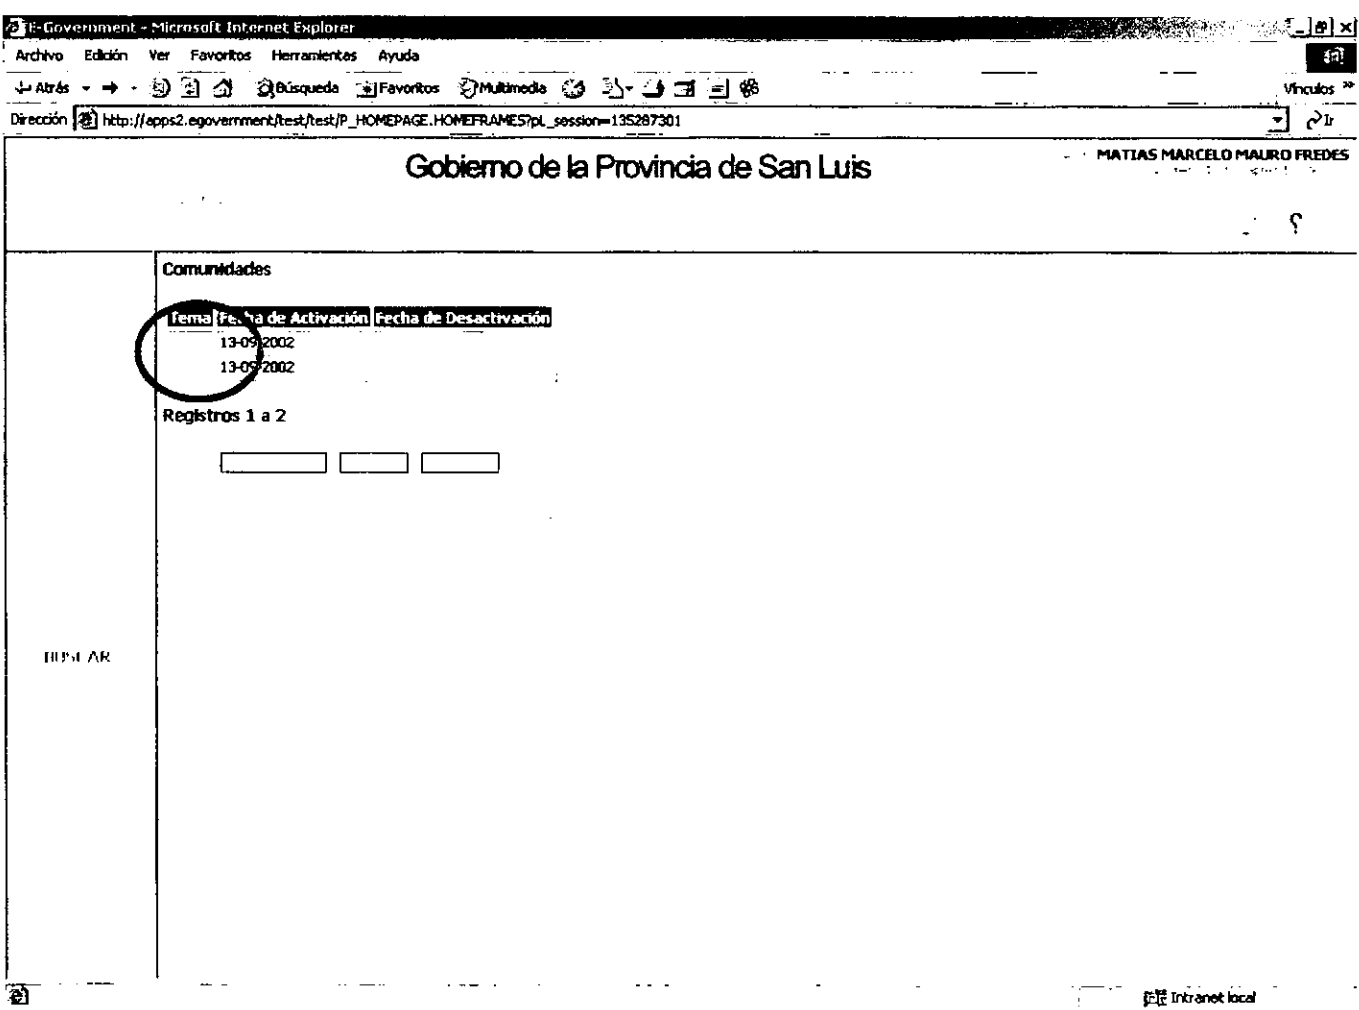 E-Government - Microsoft Internet Explorer
Archivo Edición Ver Favoritos Herramientas Ayuda
Atrás Búsqueda Favoritos Multimedia Vínculos »
Dirección http://apps2.egovernment/test/test/P_HOMEPAGE.HOMEFRAMES?pL_session=135287301 Ir
Gobierno de la Provincia de San Luis
MATIAS MARCELO MAURO FREDES
?
Comunidades
Tema Fecha de Activación Fecha de Desactivación
13-09-2002
13-09-2002
Registros 1 a 2
BUSCAR
Intranet local